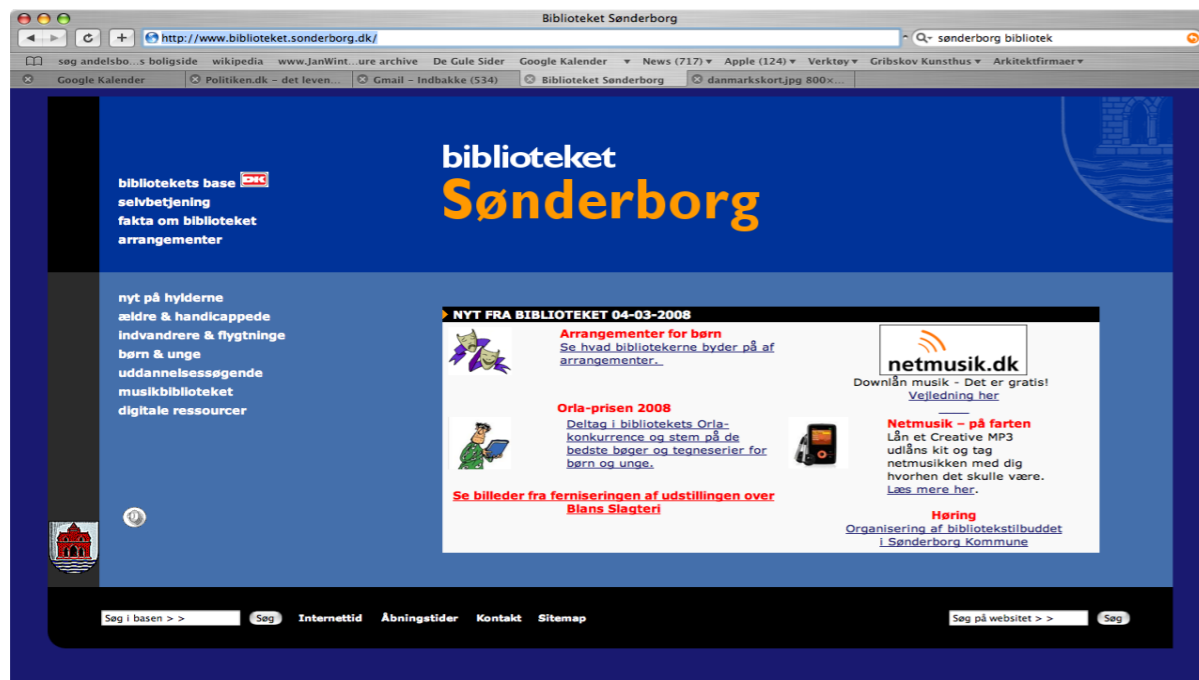 Biblioteket Sønderborg
http://www.biblioteket.sonderborg.dk/
sønderborg bibliotek
søg andelsbo...s boligside wikipedia www.JanWint...ure archive De Gule Sider Google Kalender News (717) Apple (124) Verktøy Gribskov Kunsthus Arkitektfirmaer
Google Kalender Politiken.dk – det leven... Gmail – Indbakke (534) Biblioteket Sønderborg danmarkskort.jpg 800×...
biblioteket
Sønderborg
bibliotekets base DK
selvbetjening
fakta om biblioteket
arrangementer
nyt på hylderne
ældre & handicappede
indvandrere & flygtninge
børn & unge
uddannelsessøgende
musikbiblioteket
digitale ressourcer
NYT FRA BIBLIOTEKET 04-03-2008
Arrangementer for børn
Se hvad bibliotekerne byder på af
arrangementer.
Orla-prisen 2008
Deltag i bibliotekets Orla-
konkurrence og stem på de
bedste bøger og tegneserier for
børn og unge.
Se billeder fra ferniseringen af udstillingen over
Blans Slagteri
netmusik.dk
Downlån musik - Det er gratis!
Vejledning her
Netmusik – på farten
Lån et Creative MP3
udlåns kit og tag
netmusikken med dig
hvorhen det skulle være.
Læs mere her.
Høring
Organisering af bibliotekstilbuddet
i Sønderborg Kommune
Søg i basen > > Søg Internettid Åbningstider Kontakt Sitemap Søg på websitet > > Søg